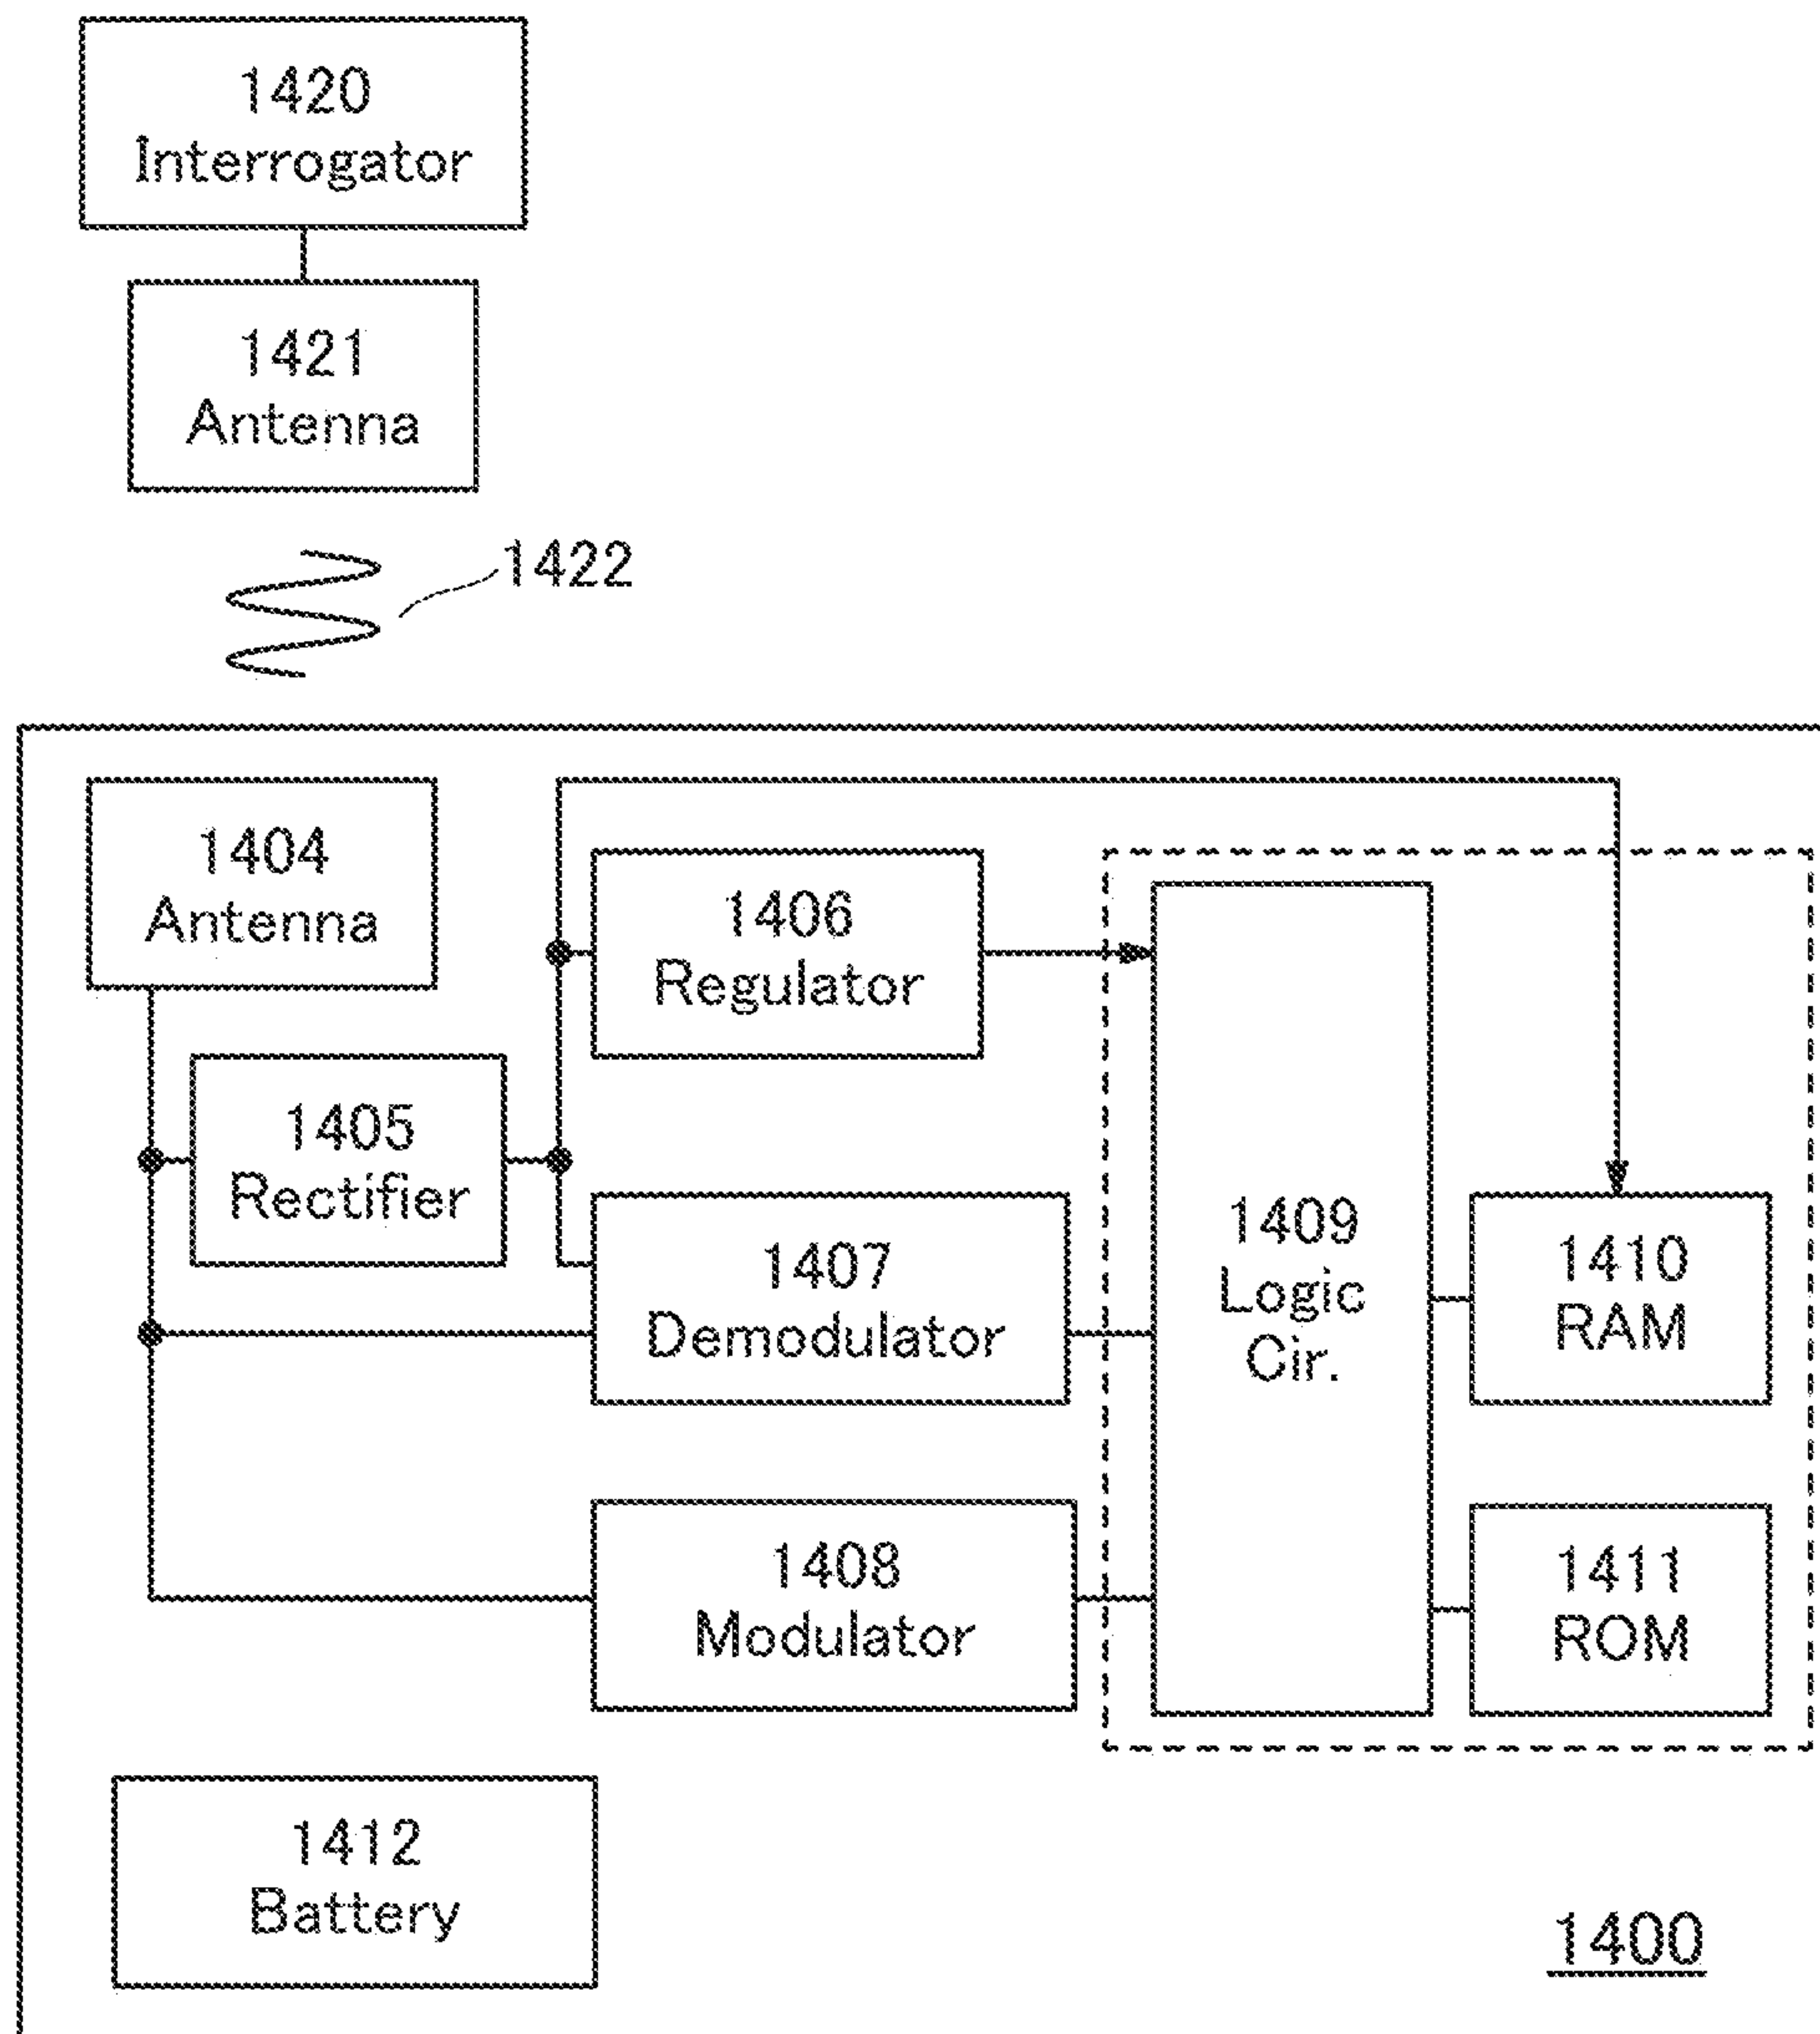 1420
Interrogator
1421
Antenna
1422
1404
Antenna
1406
Regulator
1405
Rectifier
1407
Demodulator
1409
Logic
Cir.
1410
RAM
1408
Modulator
1411
ROM
1412
Battery
1400